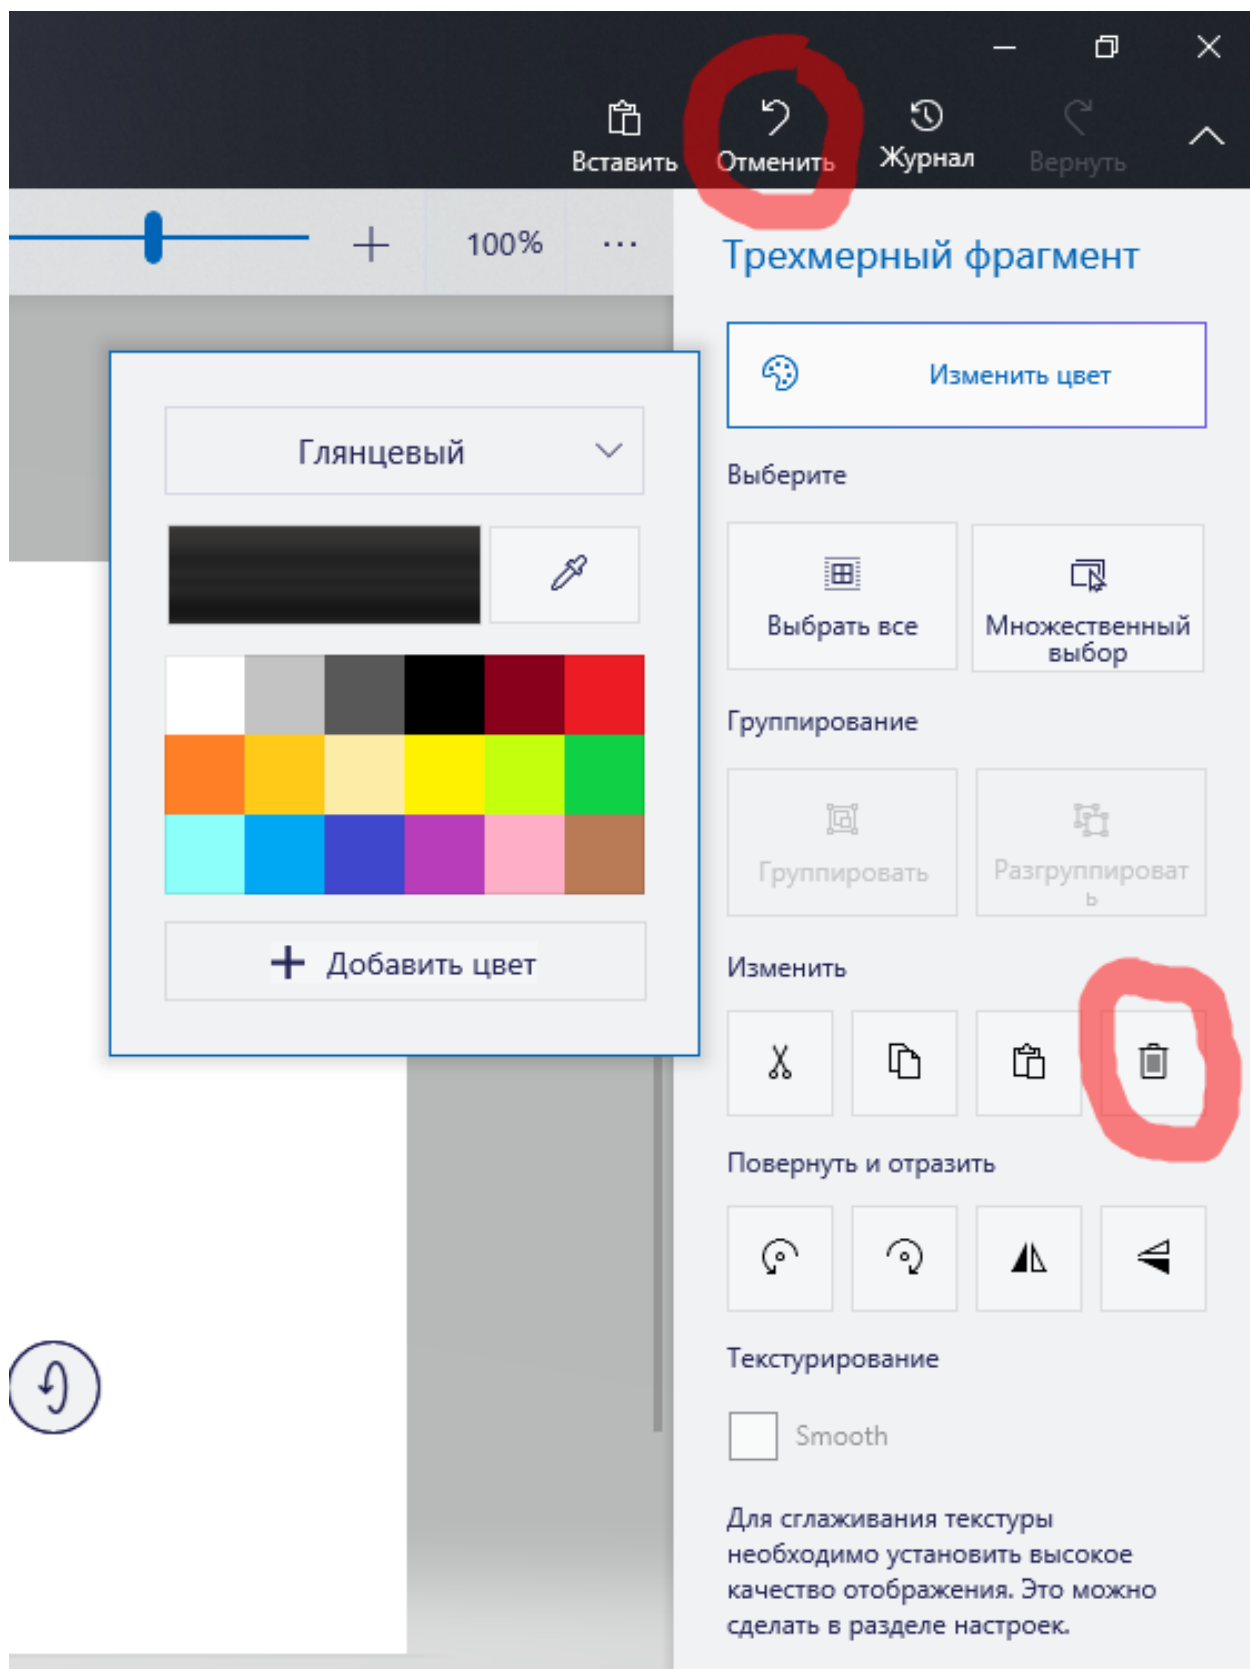 Вставить
Отменить
Журнал
Вернуть
100%
...
Трехмерный фрагмент
Изменить цвет
Глянцевый
Выберите
Выбрать все
Множественный
выбор
Группирование
Группировать
Разгруппироват
ь
Добавить цвет
Изменить
Повернуть и отразить
Текстурирование
Smooth
Для сглаживания текстуры
необходимо установить высокое
качество отображения. Это можно
сделать в разделе настроек.